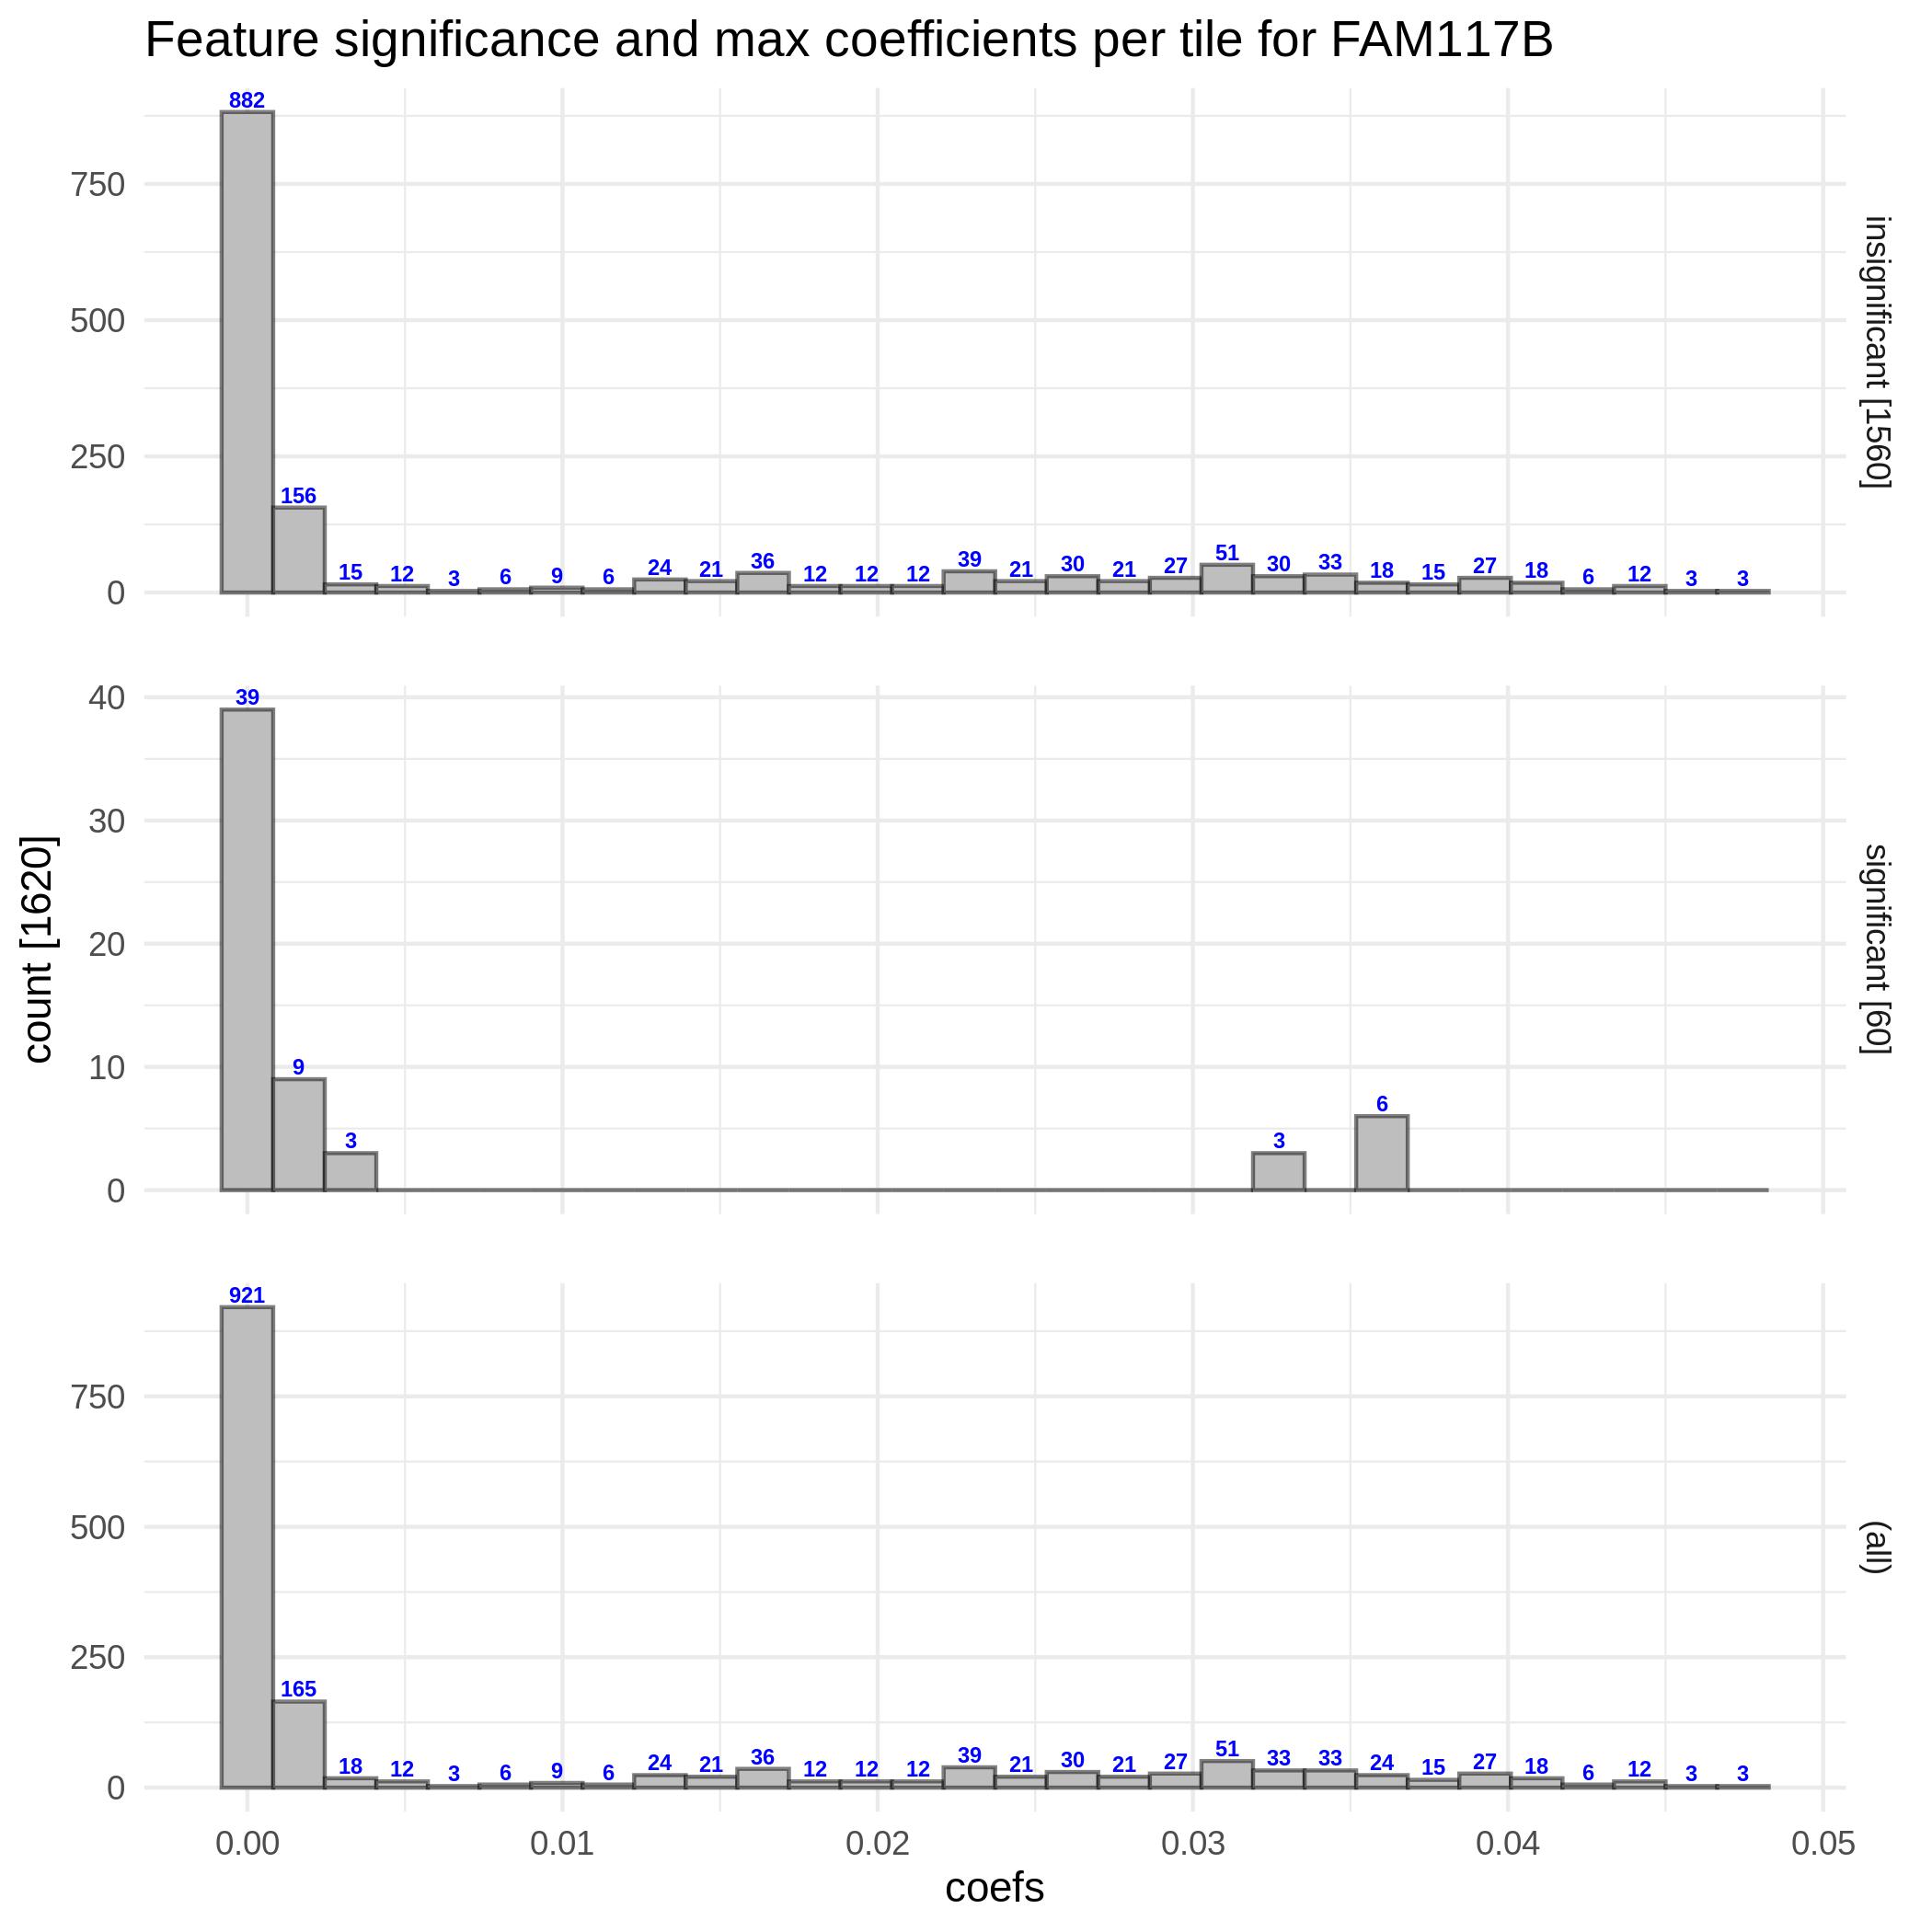 Feature significance and max coefficients per tile for FAM117B
882
750
500
250
0
156
15 12 3 6 9 6 24 21 36 12 12 12 39 21 30 21 27 51 30 33 18 15 27 18 6 12 3 3
insignificant [1560]
count [1620]
40
30
20
10
0
39
9
3
3
6
significant [60]
921
750
500
250
0
165
18 12 3 6 9 6 24 21 36 12 12 12 39 21 30 21 27 51 33 33 24 15 27 18 6 12 3 3
(all)
0.00 0.01 0.02 0.03 0.04 0.05
coefs